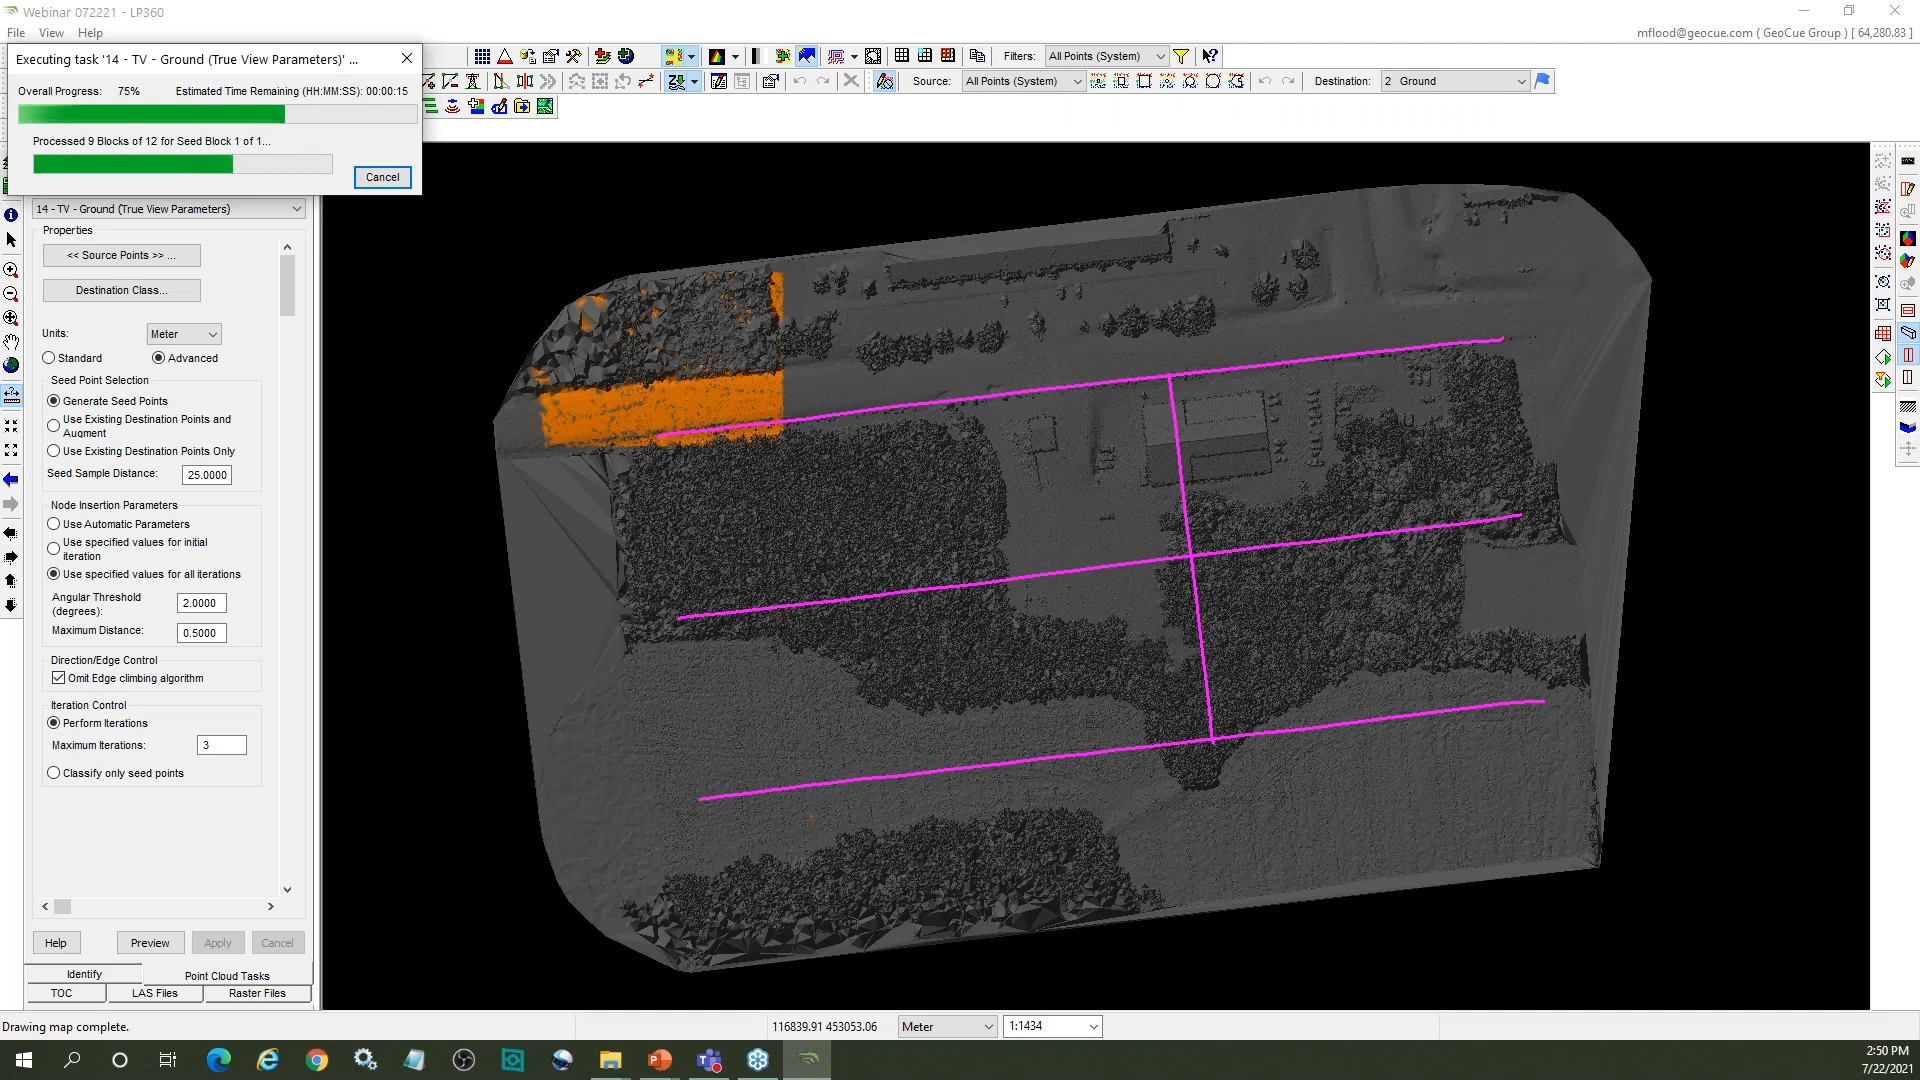 Webinar 072221 - LP360
File View Help
mflood@geocue.com ( GeoCue Group ) [ 64,280.83 ]
Executing task '14 - TV - Ground (True View Parameters)' ...
Filters: All Points (System)
Overall Progress: 75% Estimated Time Remaining (HH:MM:SS): 00:00:15
Source: All Points (System) Destination: 2 Ground
Processed 9 Blocks of 12 for Seed Block 1 of 1...
Cancel
14 - TV - Ground (True View Parameters)
Properties
<< Source Points >> ...
Destination Class...
Units: Meter
Standard Advanced
Seed Point Selection
Generate Seed Points
Use Existing Destination Points and
Augment
Use Existing Destination Points Only
Seed Sample Distance: 25.0000
Node Insertion Parameters
Use Automatic Parameters
Use specified values for initial
iteration
Use specified values for all iterations
Angular Threshold
(degrees): 2.0000
Maximum Distance: 0.5000
Direction/Edge Control
Omit Edge climbing algorithm
Iteration Control
Perform Iterations
Maximum Iterations: 3
Classify only seed points
Help Preview Apply Cancel
Identify Point Cloud Tasks
TOC LAS Files Raster Files
Drawing map complete. 116839.91 453053.06 Meter 1:1434
2:50 PM
7/22/2021